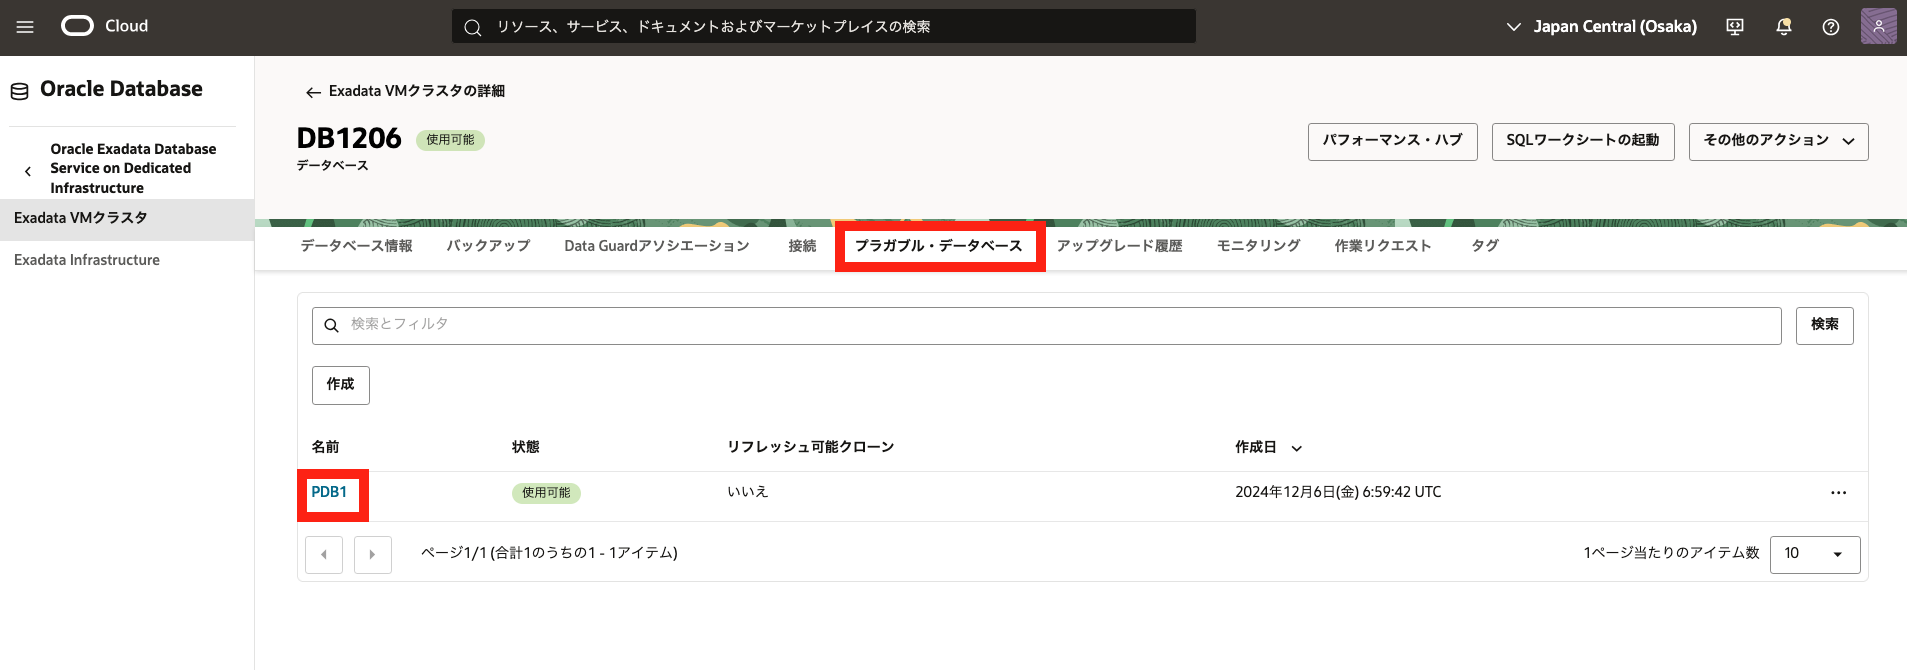 Cloud
リソース、サービス、ドキュメントおよびマーケットプレイスの検索
Japan Central (Osaka)
Oracle Database
Oracle Exadata Database
Service on Dedicated
Infrastructure
Exadata VMクラスタ
Exadata Infrastructure
← Exadata VMクラスタの詳細
DB1206 使用可能
データベース
パフォーマンス・ハブ
SQLワークシートの起動
その他のアクション
データベース情報 バックアップ Data Guardアソシエーション 接続 プラガブル・データベース アップグレード履歴 モニタリング 作業リクエスト タグ
検索とフィルタ
検索
作成
名前 状態 リフレッシュ可能クローン 作成日
PDB1 使用可能 いいえ 2024年12月6日(金) 6:59:42 UTC
ページ1/1 (合計1のうちの1 - 1アイテム)
1ページ当たりのアイテム数 10